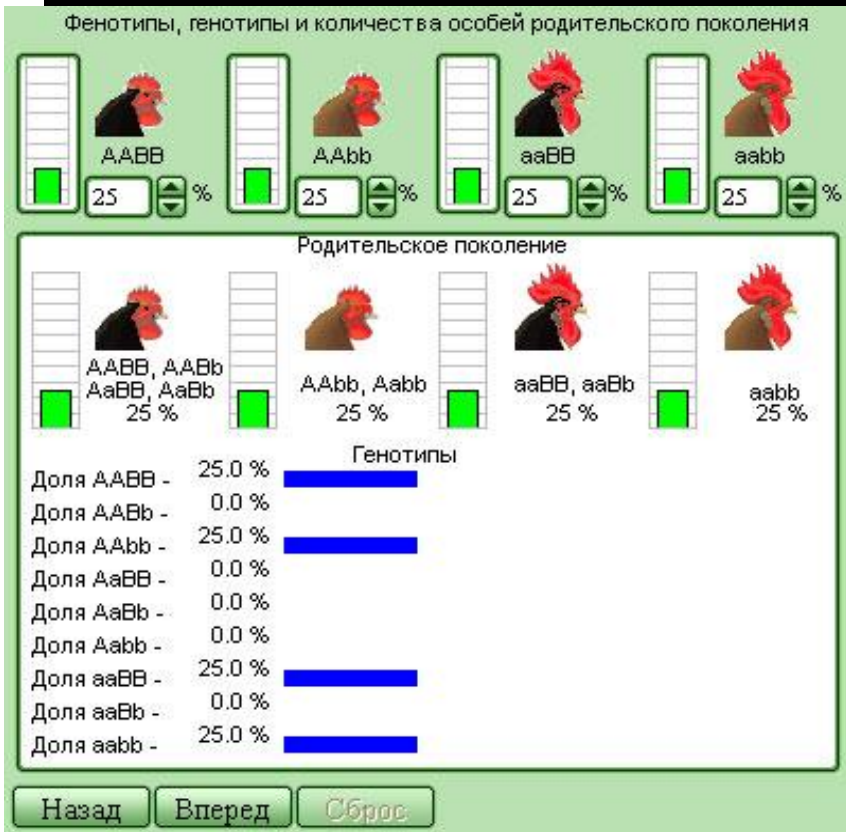 Фенотипы, генотипы и количества особей родительского поколения
AABB AAbb aaBB aabb
25 % 25 % 25 % 25 %
Родительское поколение
AABB, AABb
AaBB, AaBb AAbb, Aabb aaBB, aaBb aabb
25 % 25 % 25 % 25 %
Генотипы
Доля AABB - 25.0 %
Доля AABb - 0.0 %
Доля AAbb - 25.0 %
Доля AaBB - 0.0 %
Доля AaBb - 0.0 %
Доля Aabb - 0.0 %
Доля aaBB - 25.0 %
Доля aaBb - 0.0 %
Доля aabb - 25.0 %
Назад Вперед Сброс